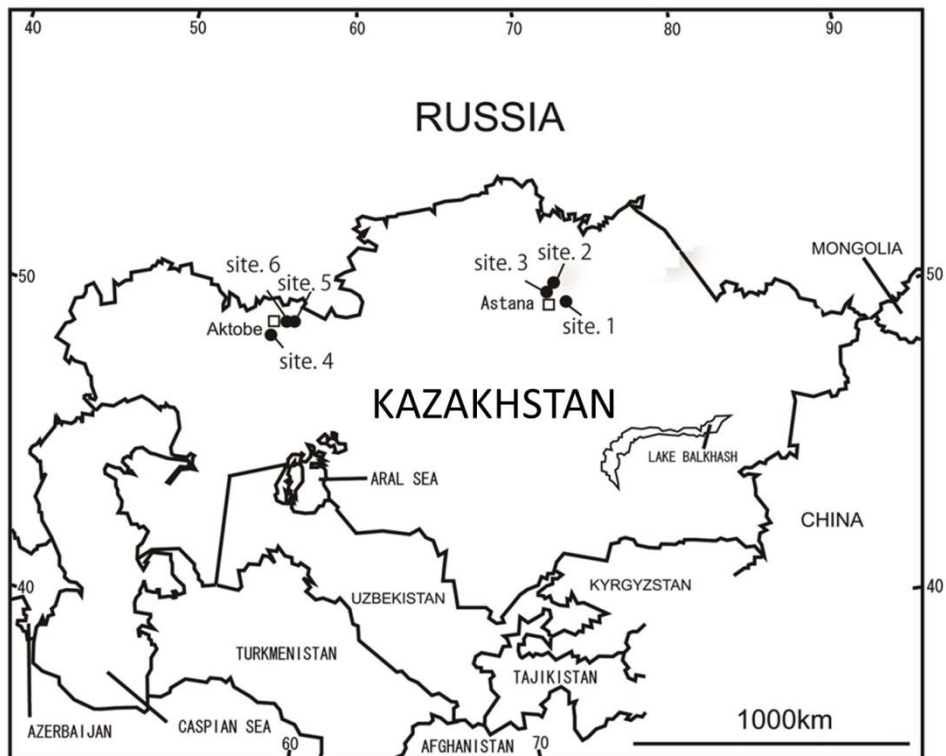 40 50 60 70 80 90
RUSSIA
MONGOLIA
50 50
site. 6
site. 5
site. 3
site. 2
Astana
site. 1
Aktobe
site. 4
KAZAKHSTAN
LAKE BALKHASH
ARAL SEA
CHINA
40 40
KYRGYZSTAN
UZBEKISTAN
TURKMENISTAN
TAJIKISTAN
AZERBAIJAN
CASPIAN SEA
1000km
60 70
AFGHANISTAN